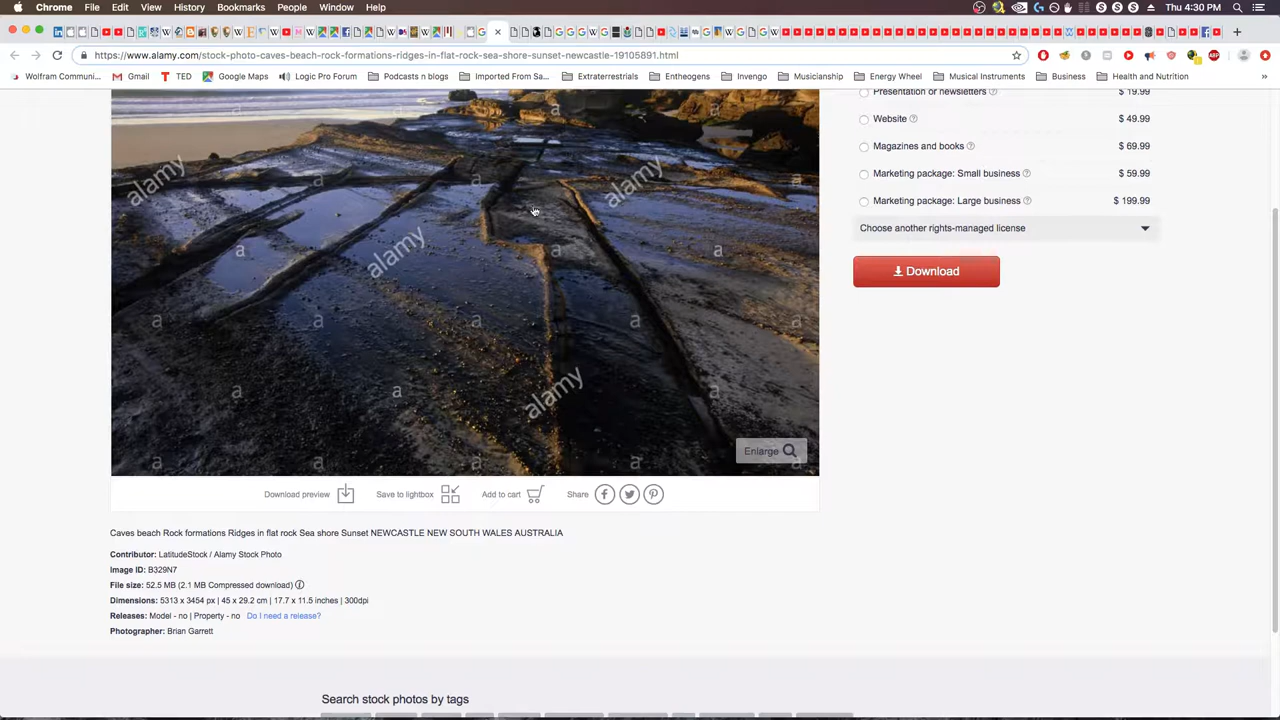 Chrome File Edit View History Bookmarks People Window Help Thu 4:30 PM
https://www.alamy.com/stock-photo-caves-beach-rock-formations-ridges-in-flat-rock-sea-shore-sunset-newcastle-19105891.html
Wolfram Communi... Gmail TED Google Maps Logic Pro Forum Podcasts n blogs Imported From Sa... Extraterrestrials Entheogens Invengo Musicianship Energy Wheel Musical Instruments Business Health and Nutrition »
Presentation or newsletters $ 19.99
Website $ 49.99
Magazines and books $ 69.99
Marketing package: Small business $ 59.99
Marketing package: Large business $ 199.99
Choose another rights-managed license
Download
alamy
alamy
alamy
alamy
Enlarge
Download preview Save to lightbox Add to cart Share
Caves beach Rock formations Ridges in flat rock Sea shore Sunset NEWCASTLE NEW SOUTH WALES AUSTRALIA
Contributor: LatitudeStock / Alamy Stock Photo
Image ID: B329N7
File size: 52.5 MB (2.1 MB Compressed download)
Dimensions: 5313 x 3454 px | 45 x 29.2 cm | 17.7 x 11.5 inches | 300dpi
Releases: Model - no | Property - no Do I need a release?
Photographer: Brian Garrett
Search stock photos by tags